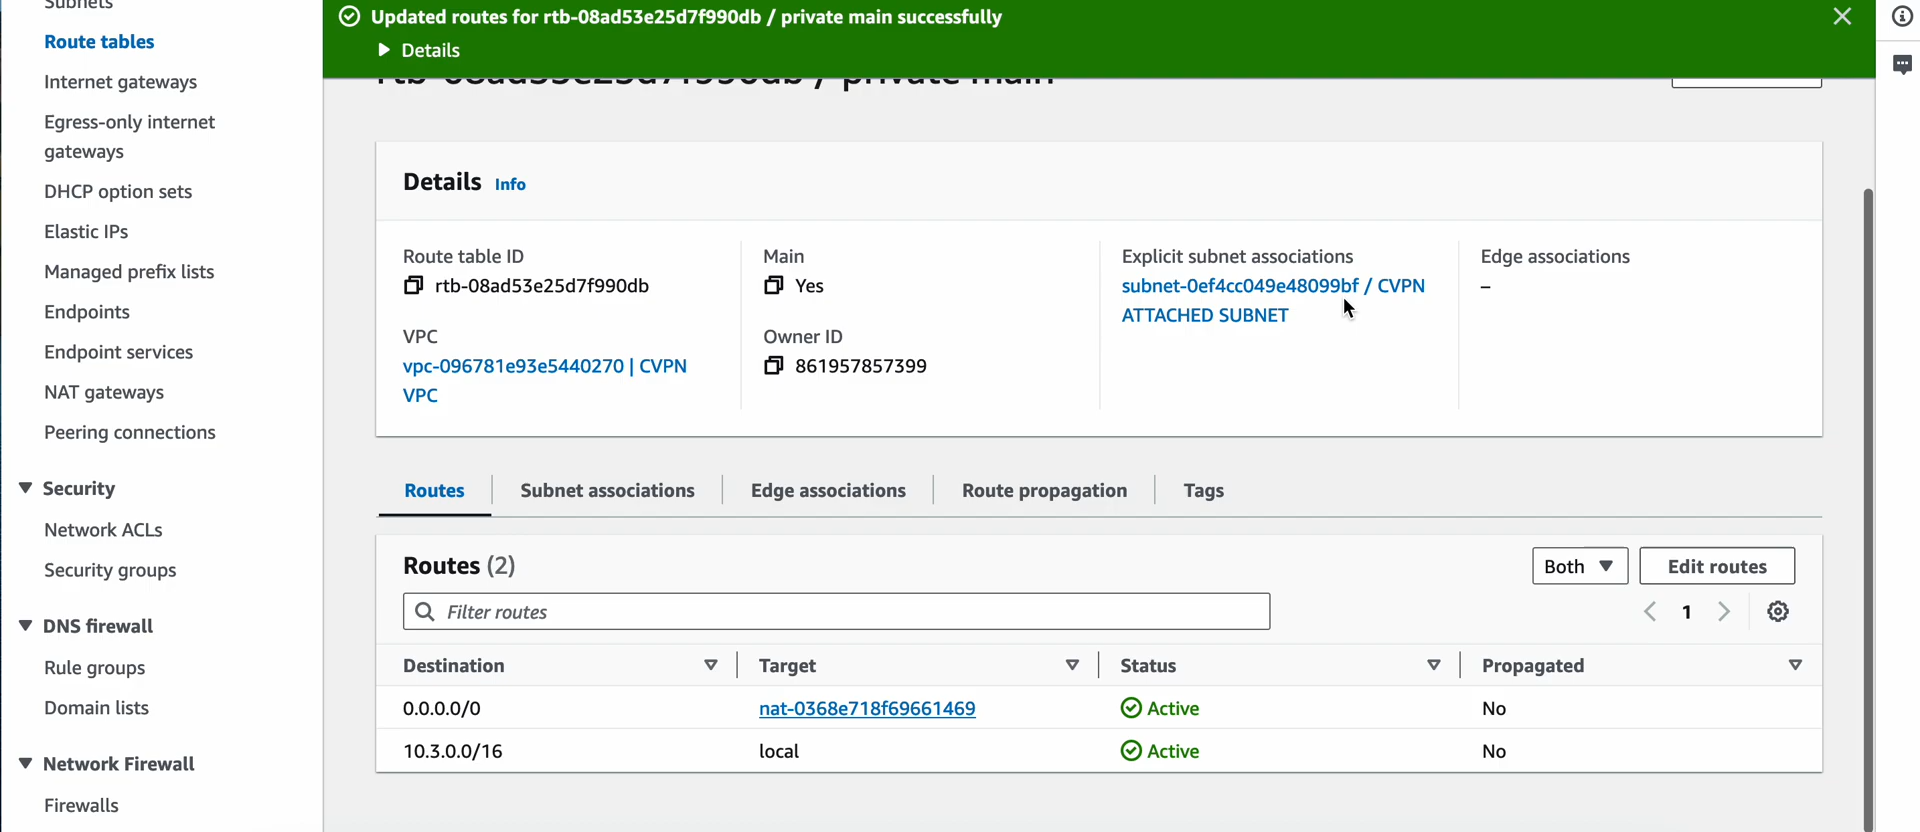 Subnets
Route tables
Internet gateways
Egress-only internet
gateways
DHCP option sets
Elastic IPs
Managed prefix lists
Endpoints
Endpoint services
NAT gateways
Peering connections
Security
Network ACLs
Security groups
DNS firewall
Rule groups
Domain lists
Network Firewall
Firewalls
Updated routes for rtb-08ad53e25d7f990db / private main successfully
Details
rtb-08ad53e25d7f990db / private main
Details Info
Route table ID
rtb-08ad53e25d7f990db
VPC
vpc-096781e93e5440270 | CVPN
VPC
Main
Yes
Owner ID
861957857399
Explicit subnet associations
subnet-0ef4cc049e48099bf / CVPN
ATTACHED SUBNET
Edge associations
–
Routes Subnet associations Edge associations Route propagation Tags
Routes (2)
Both Edit routes
Filter routes
1
Destination Target Status Propagated
0.0.0.0/0 nat-0368e718f69661469 Active No
10.3.0.0/16 local Active No